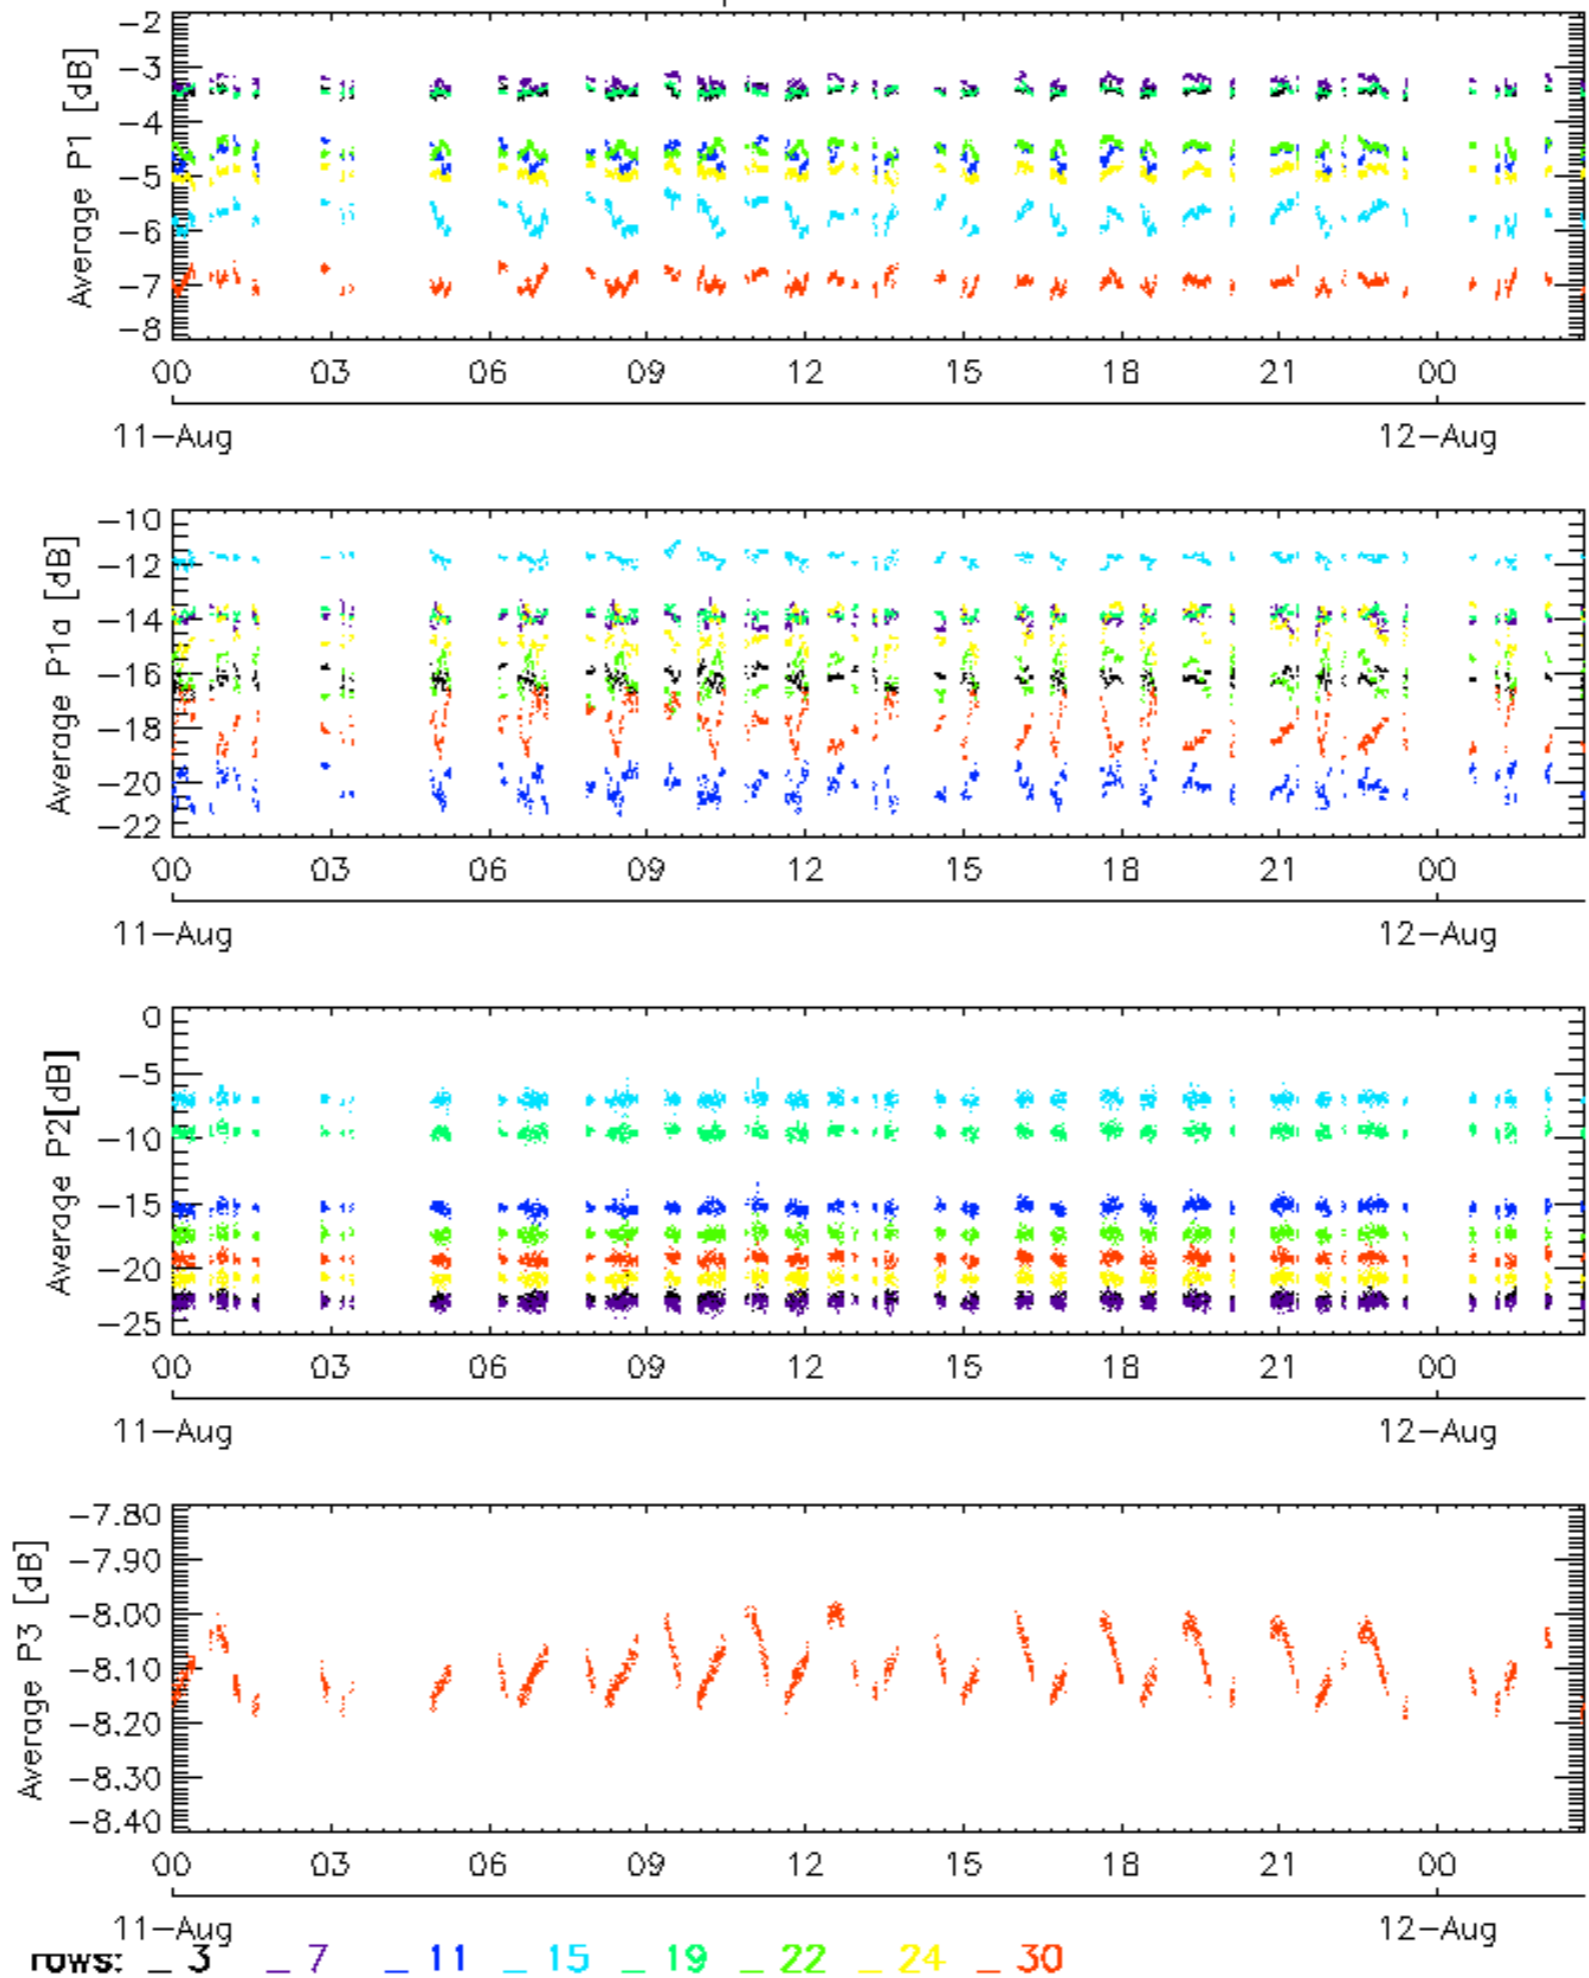 Average P1 [dB]
-2
-3
-4
-5
-6
-7
-8
00 03 06 09 12 15 18 21 00
11-Aug 12-Aug
Average P1a [dB]
-10
-12
-14
-16
-18
-20
-22
00 03 06 09 12 15 18 21 00
11-Aug 12-Aug
Average P2[dB]
0
-5
-10
-15
-20
-25
00 03 06 09 12 15 18 21 00
11-Aug 12-Aug
Average P3 [dB]
-7.80
-7.90
-8.00
-8.10
-8.20
-8.30
-8.40
00 03 06 09 12 15 18 21 00
11-Aug 12-Aug
rows: _ 3 _ 7 _ 11 _ 15 _ 19 _ 22 _ 24 _ 30